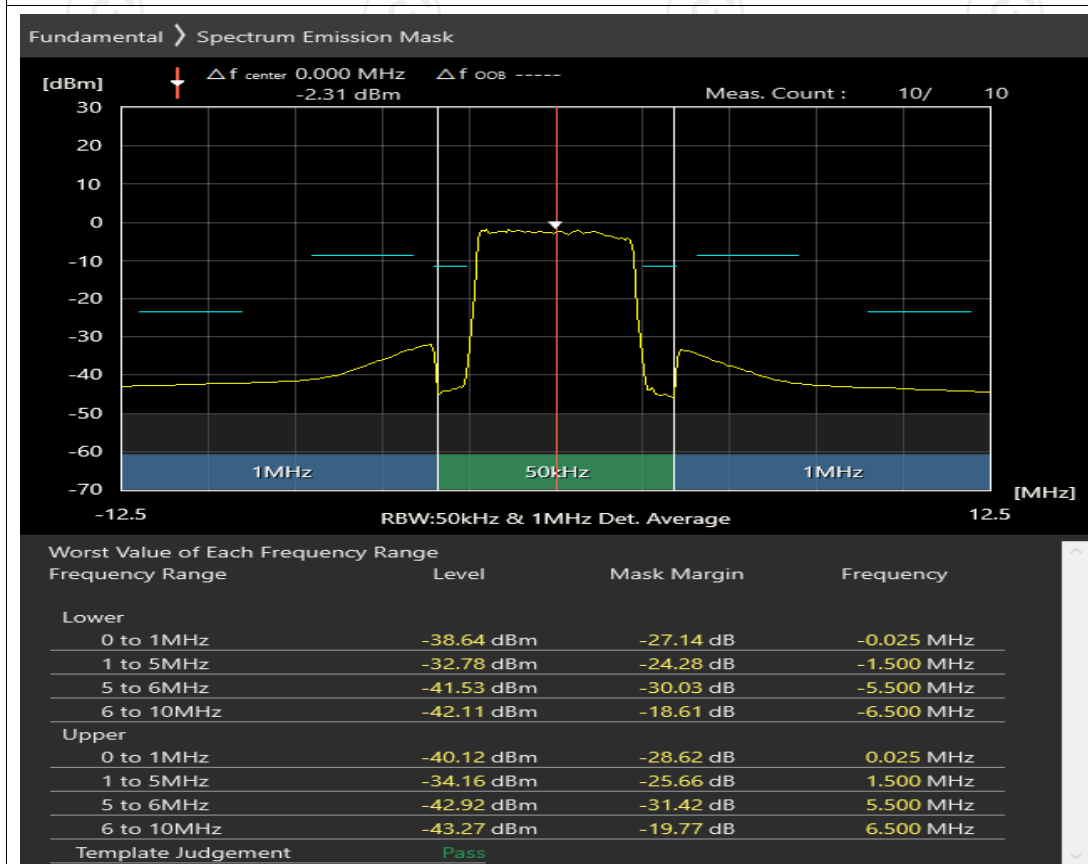 Fundamental ❯ Spectrum Emission Mask
[dBm] Δf center 0.000 MHz Δf OOB -----
-2.31 dBm Meas. Count : 10/ 10
30
20
10
0
-10
-20
-30
-40
-50
-60
1MHz 50kHz 1MHz
-70
[MHz]
-12.5 RBW:50kHz & 1MHz Det. Average 12.5
Worst Value of Each Frequency Range
Frequency Range Level Mask Margin Frequency
Lower
0 to 1MHz -38.64 dBm -27.14 dB -0.025 MHz
1 to 5MHz -32.78 dBm -24.28 dB -1.500 MHz
5 to 6MHz -41.53 dBm -30.03 dB -5.500 MHz
6 to 10MHz -42.11 dBm -18.61 dB -6.500 MHz
Upper
0 to 1MHz -40.12 dBm -28.62 dB 0.025 MHz
1 to 5MHz -34.16 dBm -25.66 dB 1.500 MHz
5 to 6MHz -42.92 dBm -31.42 dB 5.500 MHz
6 to 10MHz -43.27 dBm -19.77 dB 6.500 MHz
Template Judgement Pass